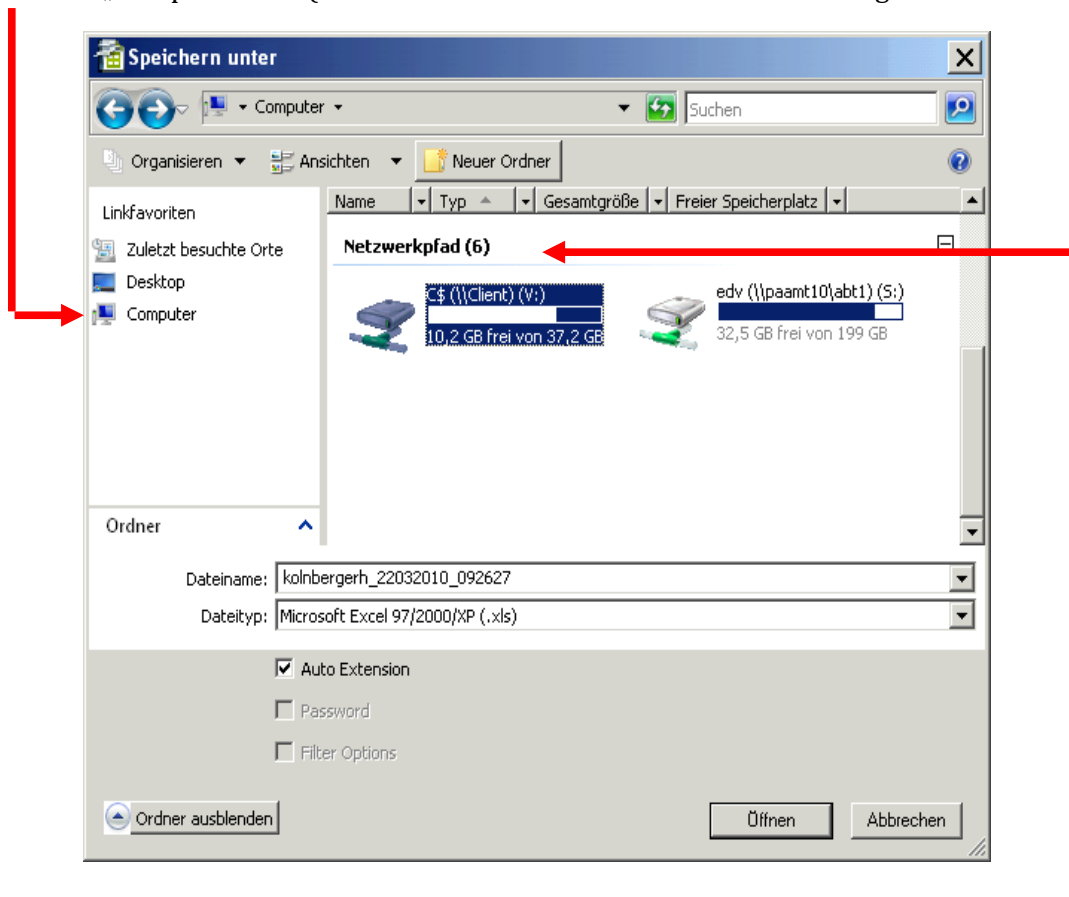 Speichern unter
Computer
Suchen
Organisieren Ansichten Neuer Ordner
Linkfavoriten
Zuletzt besuchte Orte
Desktop
Computer
Ordner
Name Typ Gesamtgröße Freier Speicherplatz
Netzwerkpfad (6)
C$ (\\Client) (V:)
10,2 GB frei von 37,2 GB
edv (\\paamt10\abt1) (S:)
32,5 GB frei von 199 GB
Dateiname: kolnbergerh_22032010_092627
Dateityp: Microsoft Excel 97/2000/XP (.xls)
Auto Extension
Password
Filter Options
Ordner ausblenden Öffnen Abbrechen